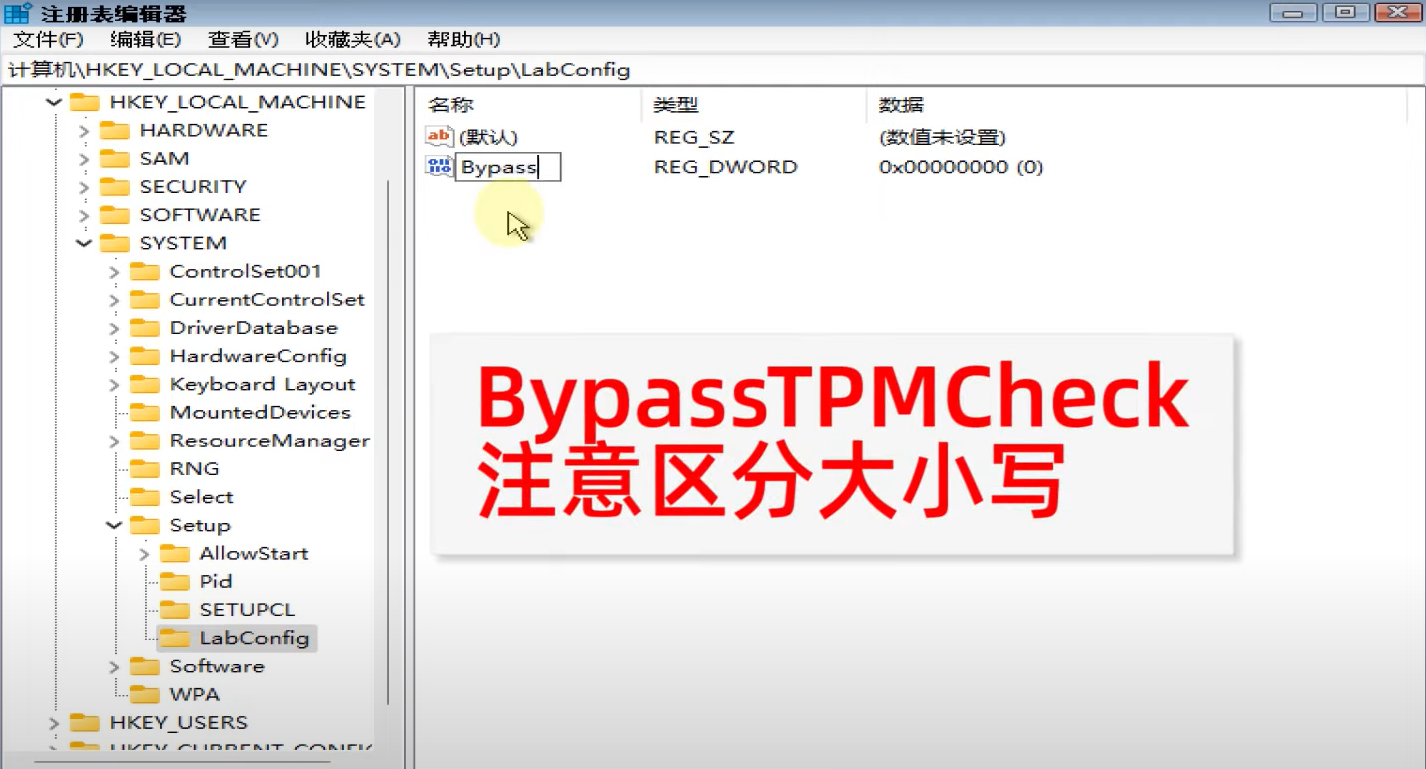 注册表编辑器
文件(F) 编辑(E) 查看(V) 收藏夹(A) 帮助(H)
计算机\HKEY_LOCAL_MACHINE\SYSTEM\Setup\LabConfig
HKEY_LOCAL_MACHINE
HARDWARE
SAM
SECURITY
SOFTWARE
SYSTEM
ControlSet001
CurrentControlSet
DriverDatabase
HardwareConfig
Keyboard Layout
MountedDevices
ResourceManager
RNG
Select
Setup
AllowStart
Pid
SETUPCL
LabConfig
Software
WPA
HKEY_USERS
名称 类型 数据
(默认) REG_SZ (数值未设置)
Bypass REG_DWORD 0x00000000 (0)
BypassTPMCheck
注意区分大小写